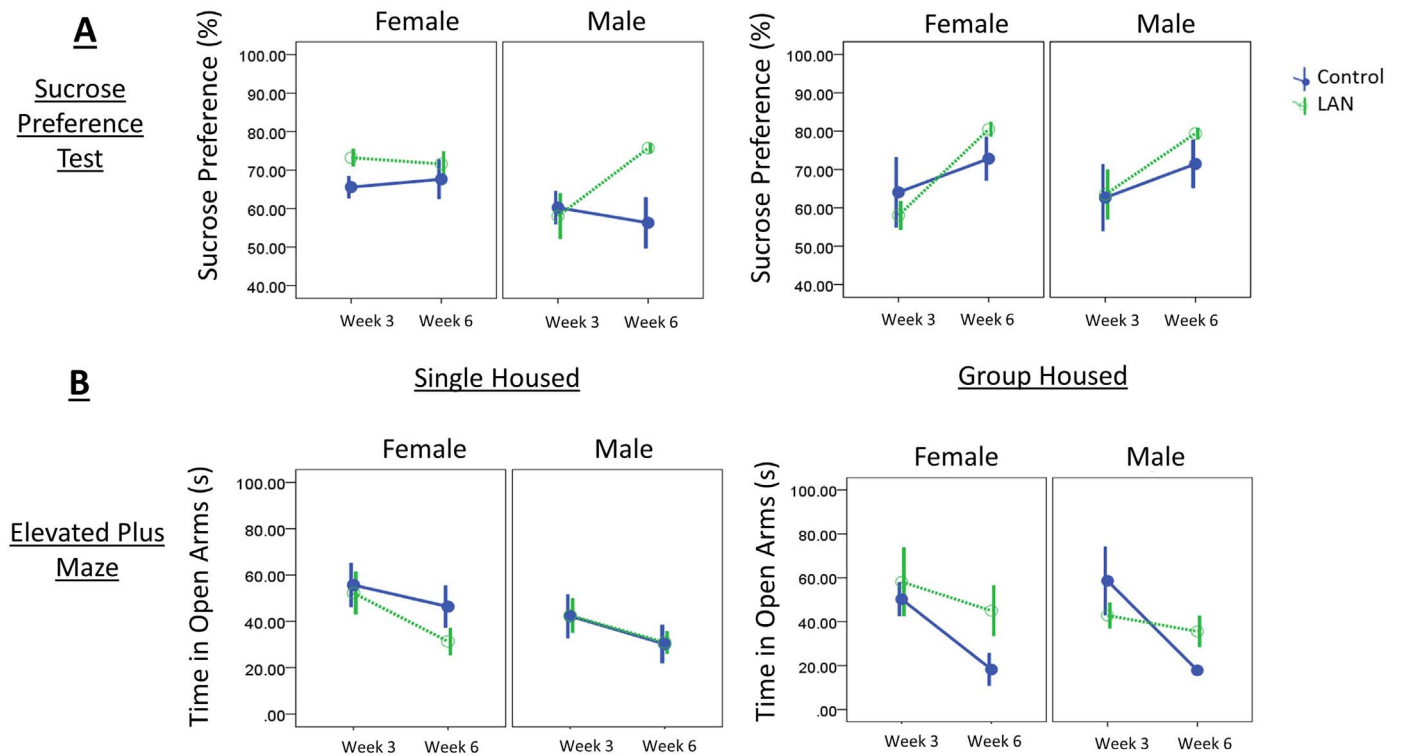 A
Sucrose
Preference
Test
Sucrose Preference (%)
Female
Male
100.00
90.00
80.00
70.00
60.00
50.00
40.00
Week 3
Week 6
Week 3
Week 6
Sucrose Preference (%)
Female
Male
100.00
90.00
80.00
70.00
60.00
50.00
40.00
Week 3
Week 6
Week 3
Week 6
Control
LAN
B
Single Housed
Group Housed
Elevated Plus
Maze
Time in Open Arms (s)
Female
Male
100.00
80.00
60.00
40.00
20.00
.00
Week 3
Week 6
Week 3
Week 6
Time in Open Arms (s)
Female
Male
100.00
80.00
60.00
40.00
20.00
.00
Week 3
Week 6
Week 3
Week 6